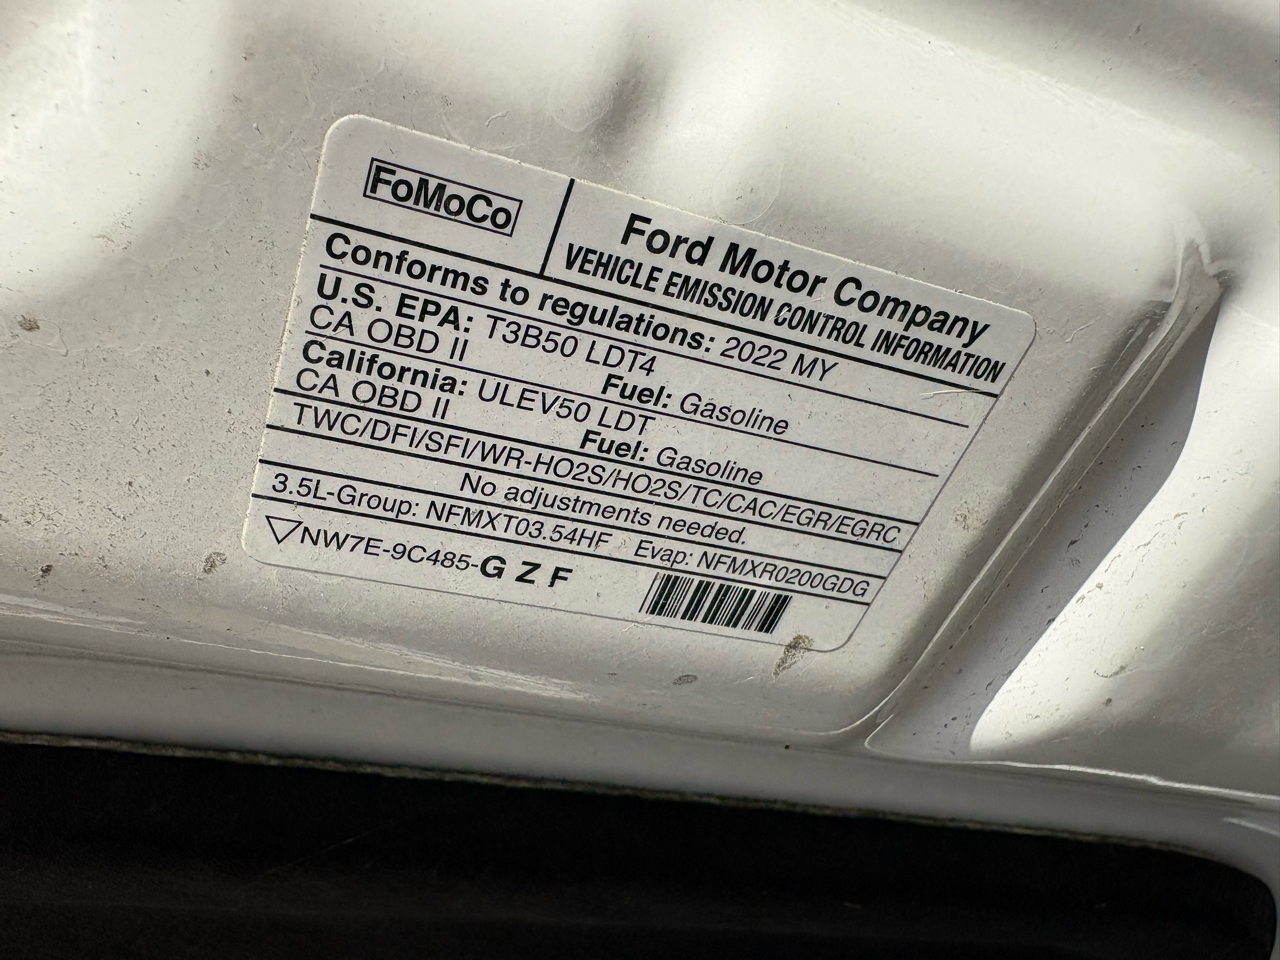 FoMoCo
Ford Motor Company
VEHICLE EMISSION CONTROL INFORMATION
Conforms to regulations: 2022 MY
U.S. EPA: T3B50 LDT4
CA OBD II Fuel: Gasoline
California: ULEV50 LDT
CA OBD II Fuel: Gasoline
TWC/DFI/SFI/WR-HO2S/HO2S/TC/CAC/EGR/EGRC
No adjustments needed.
3.5L-Group: NFMXT03.54HF Evap: NFMXR0200GDG
NW7E-9C485-G Z F